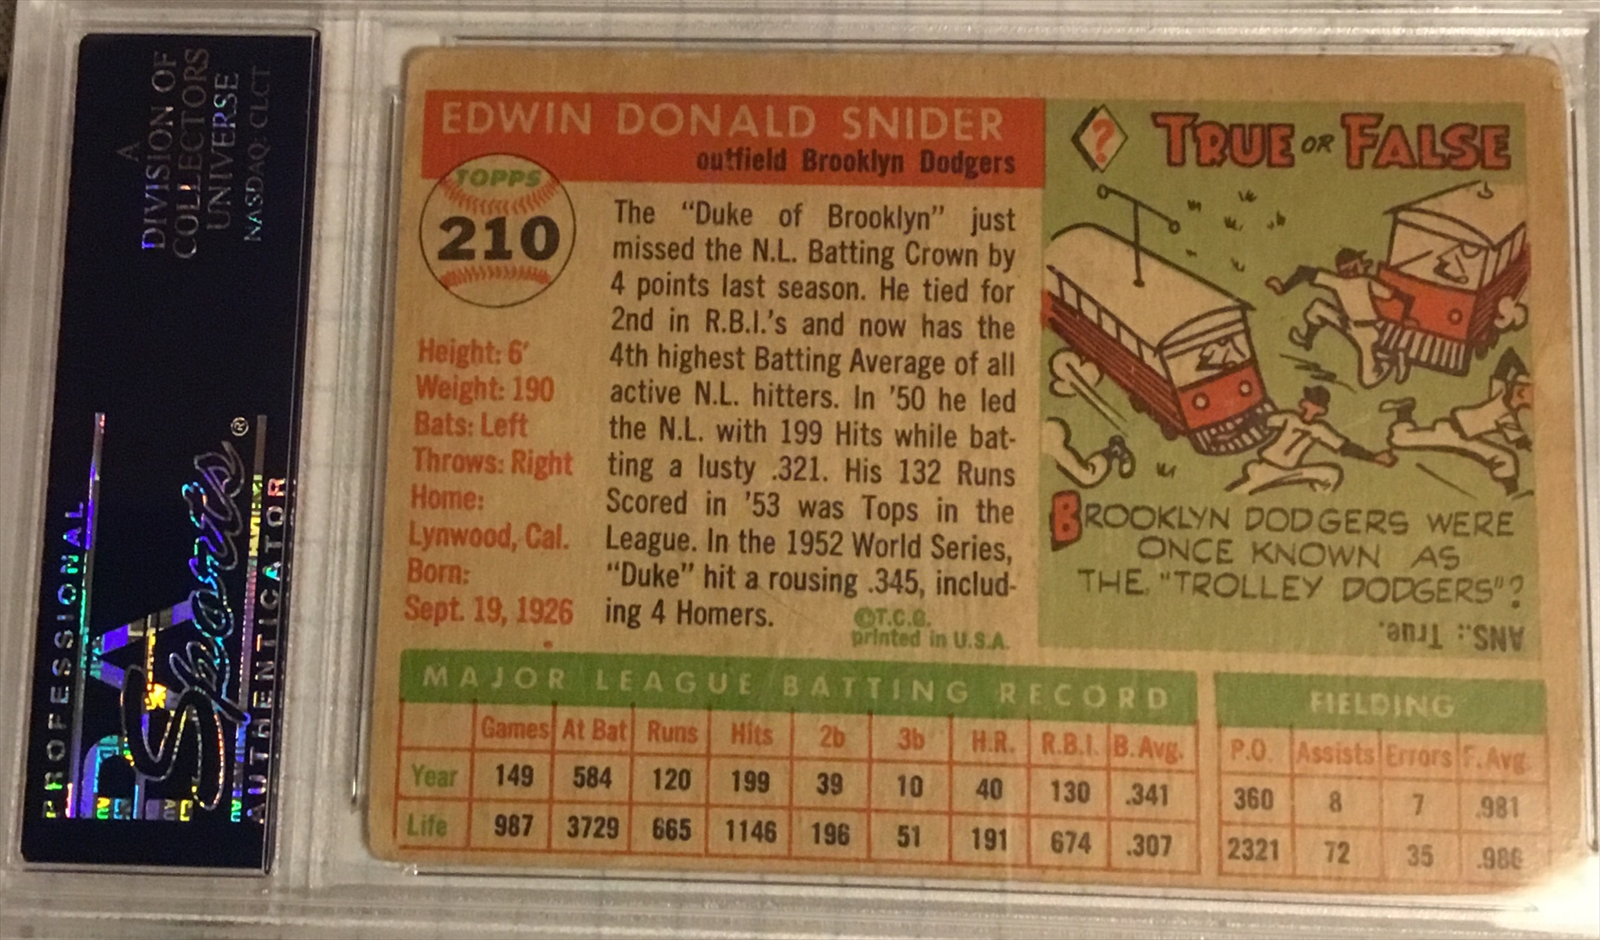 A
DIVISION OF
COLLECTORS
UNIVERSE
NASDAQ: CLCT
PROFESSIONAL
Sports®
AUTHENTICATOR
EDWIN DONALD SNIDER
outfield Brooklyn Dodgers
TOPPS
210
Height: 6'
Weight: 190
Bats: Left
Throws: Right
Home:
Lynwood, Cal.
Born:
Sept. 19, 1926
The "Duke of Brooklyn" just
missed the N.L. Batting Crown by
4 points last season. He tied for
2nd in R.B.I.'s and now has the
4th highest Batting Average of all
active N.L. hitters. In '50 he led
the N.L. with 199 Hits while bat-
ting a lusty .321. His 132 Runs
Scored in '53 was Tops in the
League. In the 1952 World Series,
"Duke" hit a rousing .345, includ-
ing 4 Homers.
©T.C.G.
printed in U.S.A.
? TRUE OR FALSE
BROOKLYN DODGERS WERE
ONCE KNOWN AS
THE "TROLLEY DODGERS"?
ANS.: True.
MAJOR LEAGUE BATTING RECORD
Games At Bat Runs Hits 2b 3b H.R. R.B.I. B. Avg.
Year 149 584 120 199 39 10 40 130 .341
Life 987 3729 665 1146 196 51 191 674 .307
FIELDING
P.O. Assists Errors F. Avg.
360 8 7 .981
2321 72 35